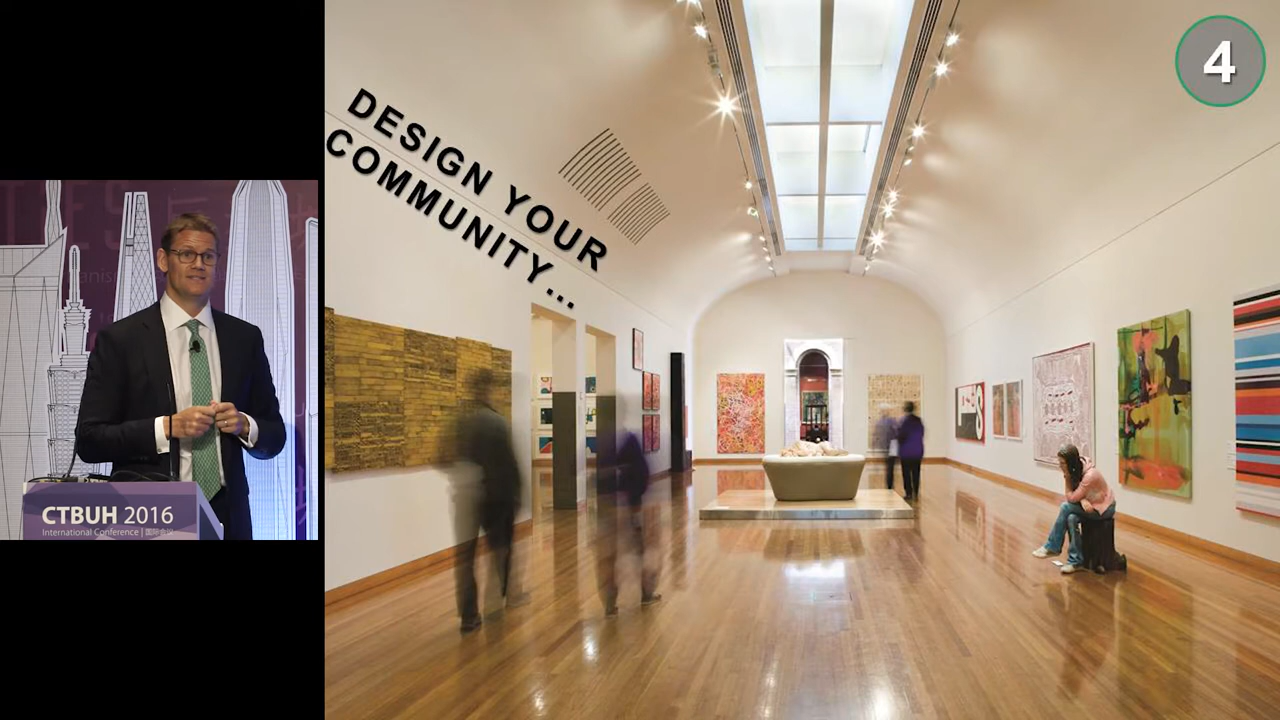 4
DESIGN YOUR
COMMUNITY...
CTBUH 2016
International Conference | 国际会议